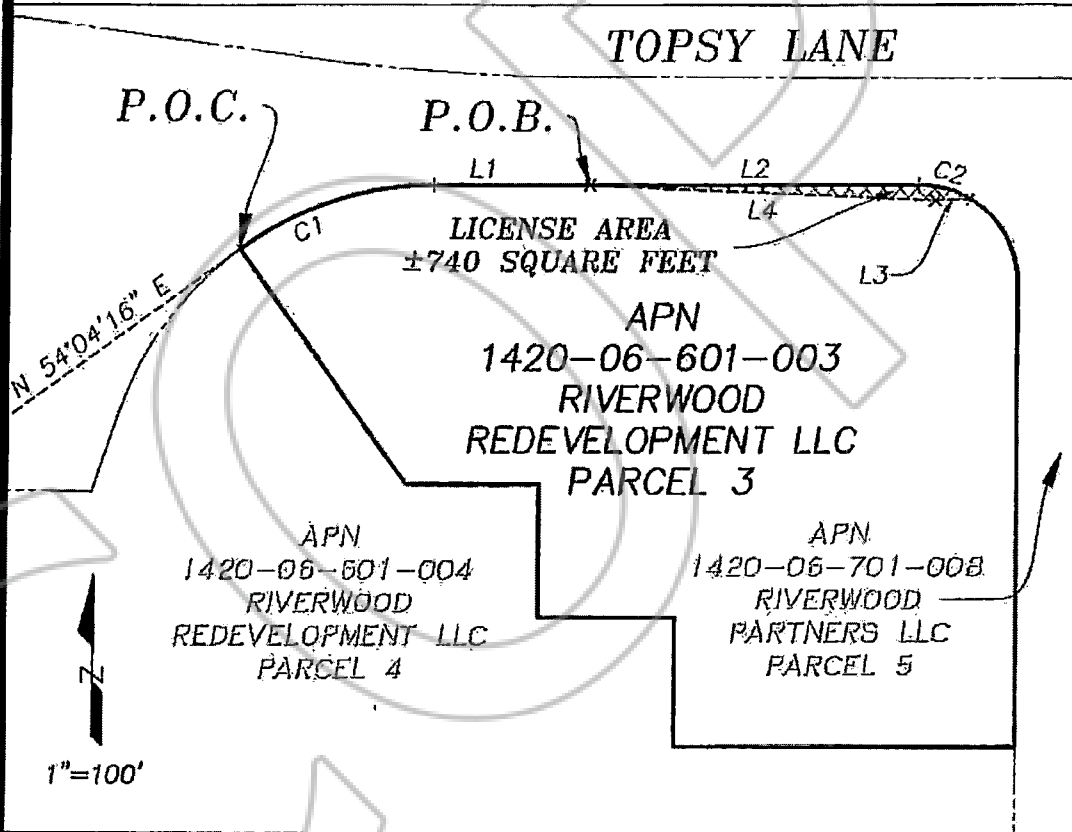 TOPSY LANE
P.O.C.
P.O.B.
L1
L2
C2
C1
L4
L3
LICENSE AREA
±740 SQUARE FEET
N 54°04'16" E
APN
1420-06-601-003
RIVERWOOD
REDEVELOPMENT LLC
PARCEL 3
APN
1420-06-601-004
RIVERWOOD
REDEVELOPMENT LLC
PARCEL 4
APN
1420-06-701-008
RIVERWOOD
PARTNERS LLC
PARCEL 5
Z
1"=100'